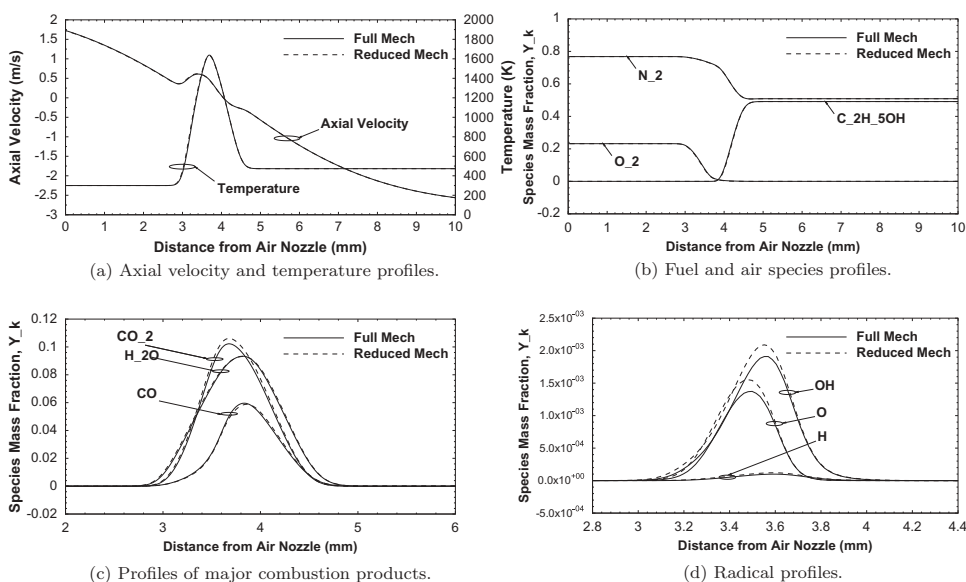 Full Mech
Reduced Mech
Axial Velocity
Temperature
Axial Velocity (m/s)
2
1.5
1
0.5
0
-0.5
-1
-1.5
-2
-2.5
-3
Temperature (K)
2000
1800
1600
1400
1200
1000
800
600
400
200
0
0 1 2 3 4 5 6 7 8 9 10
Distance from Air Nozzle (mm)
(a) Axial velocity and temperature profiles.
Full Mech
Reduced Mech
N_2
C_2H_5OH
O_2
Species Mass Fraction, Y_k
1
0.8
0.6
0.4
0.2
0
-0.2
0 1 2 3 4 5 6 7 8 9 10
Distance from Air Nozzle (mm)
(b) Fuel and air species profiles.
Full Mech
Reduced Mech
CO_2
H_2O
CO
Species Mass Fraction, Y_k
0.12
0.1
0.08
0.06
0.04
0.02
0
-0.02
2 3 4 5 6
Distance from Air Nozzle (mm)
(c) Profiles of major combustion products.
Full Mech
Reduced Mech
OH
O
H
Species Mass Fraction, Y_k
2.5x10⁻⁰³
2.0x10⁻⁰³
1.5x10⁻⁰³
1.0x10⁻⁰³
5.0x10⁻⁰⁴
0.0x10⁺⁰⁰
-5.0x10⁻⁰⁴
2.8 3 3.2 3.4 3.6 3.8 4 4.2 4.4
Distance from Air Nozzle (mm)
(d) Radical profiles.